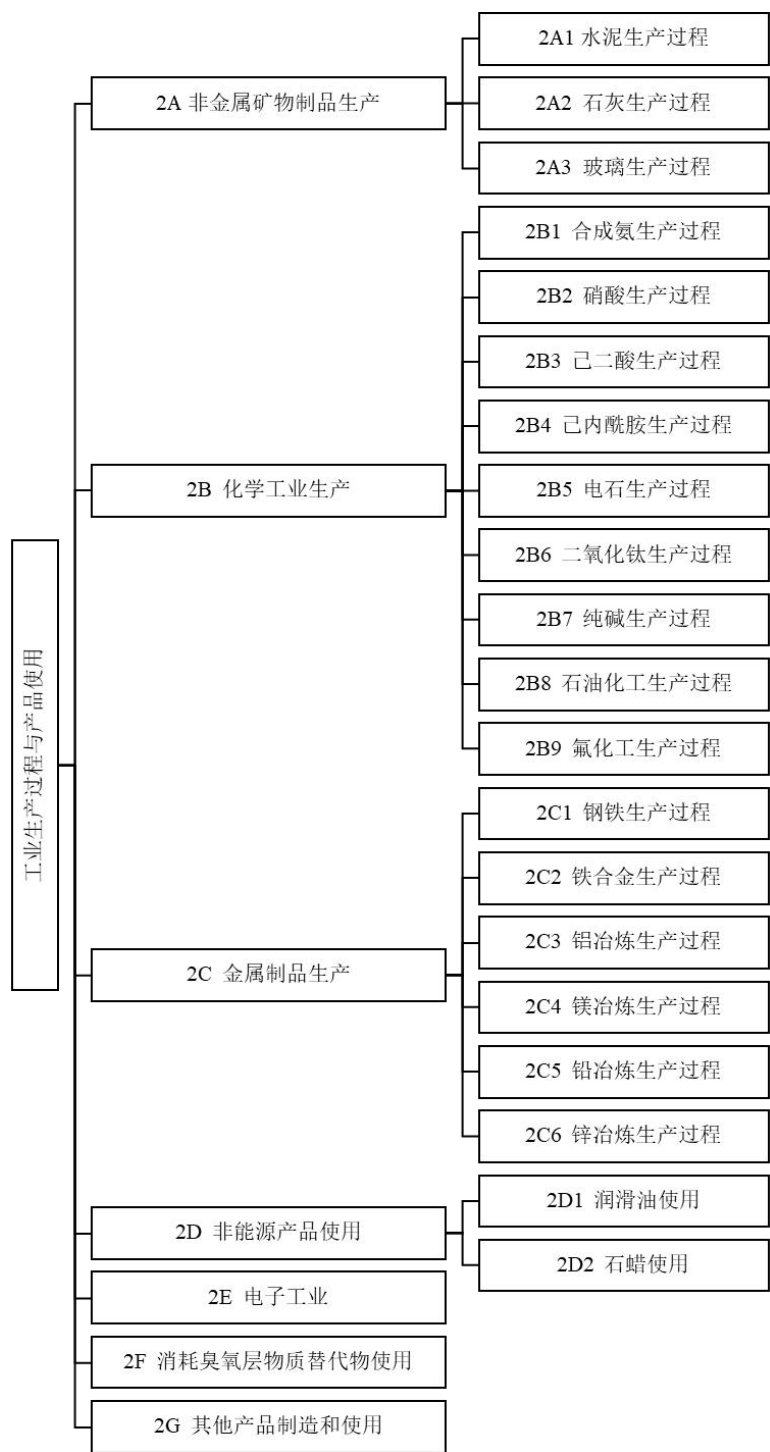 工业生产过程与产品使用
2A 非金属矿物制品生产
2A1 水泥生产过程
2A2 石灰生产过程
2A3 玻璃生产过程
2B 化学工业生产
2B1 合成氨生产过程
2B2 硝酸生产过程
2B3 己二酸生产过程
2B4 己内酰胺生产过程
2B5 电石生产过程
2B6 二氧化钛生产过程
2B7 纯碱生产过程
2B8 石油化工生产过程
2B9 氟化工生产过程
2C 金属制品生产
2C1 钢铁生产过程
2C2 铁合金生产过程
2C3 铝冶炼生产过程
2C4 镁冶炼生产过程
2C5 铅冶炼生产过程
2C6 锌冶炼生产过程
2D 非能源产品使用
2D1 润滑油使用
2D2 石蜡使用
2E 电子工业
2F 消耗臭氧层物质替代物使用
2G 其他产品制造和使用